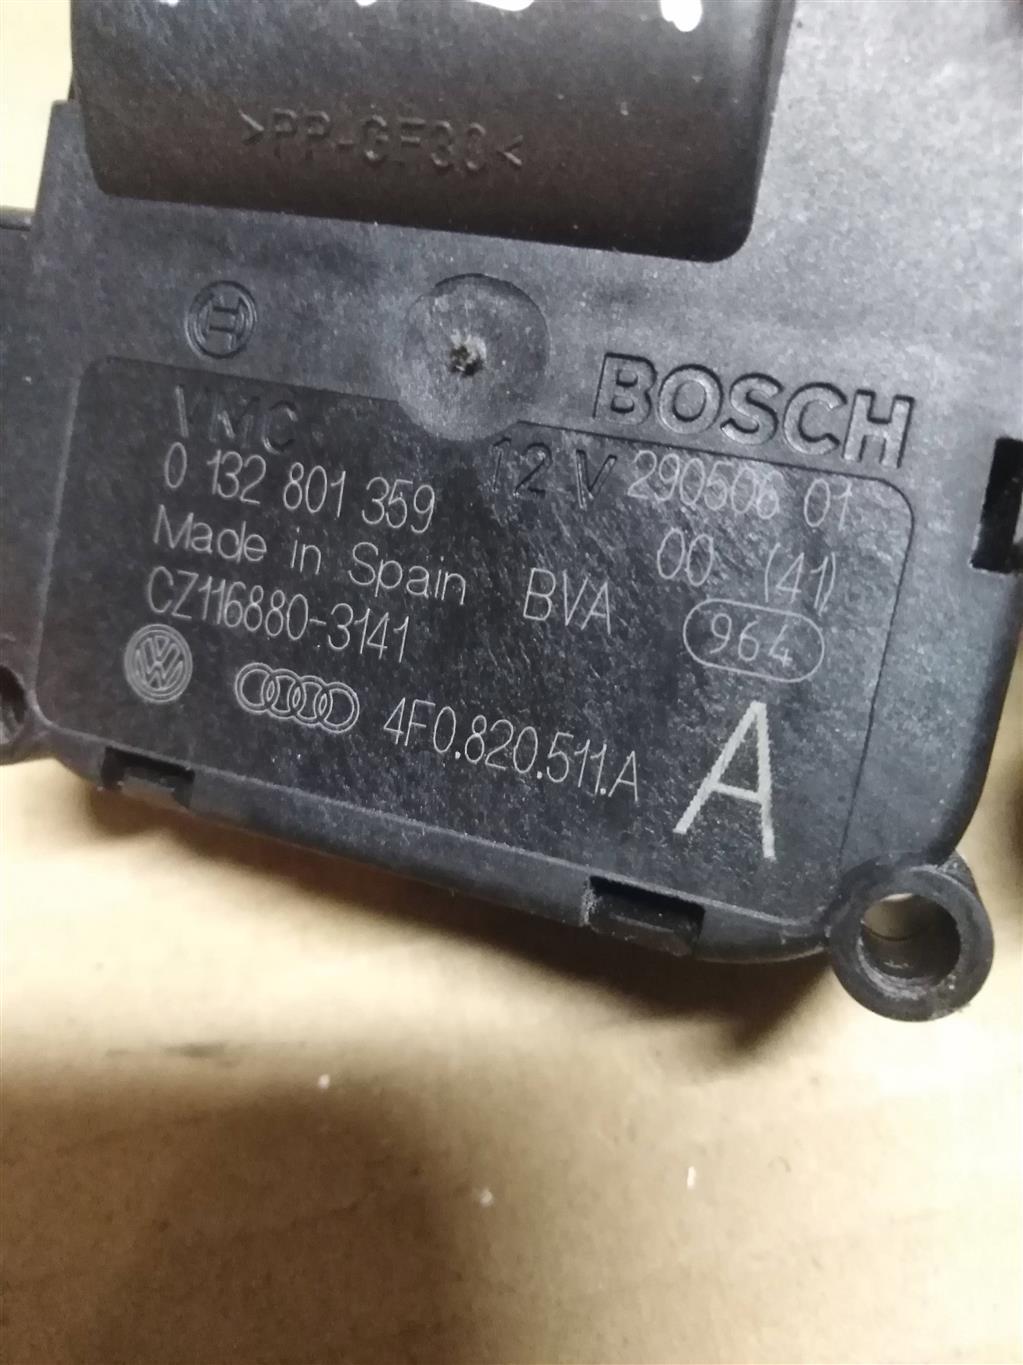 >PP-GF30<
BOSCH
VMC 12V 290506 01
0 132 801 359 00 (41)
Made in Spain BVA 964
CZ116880-3141
4F0.820.511.A A